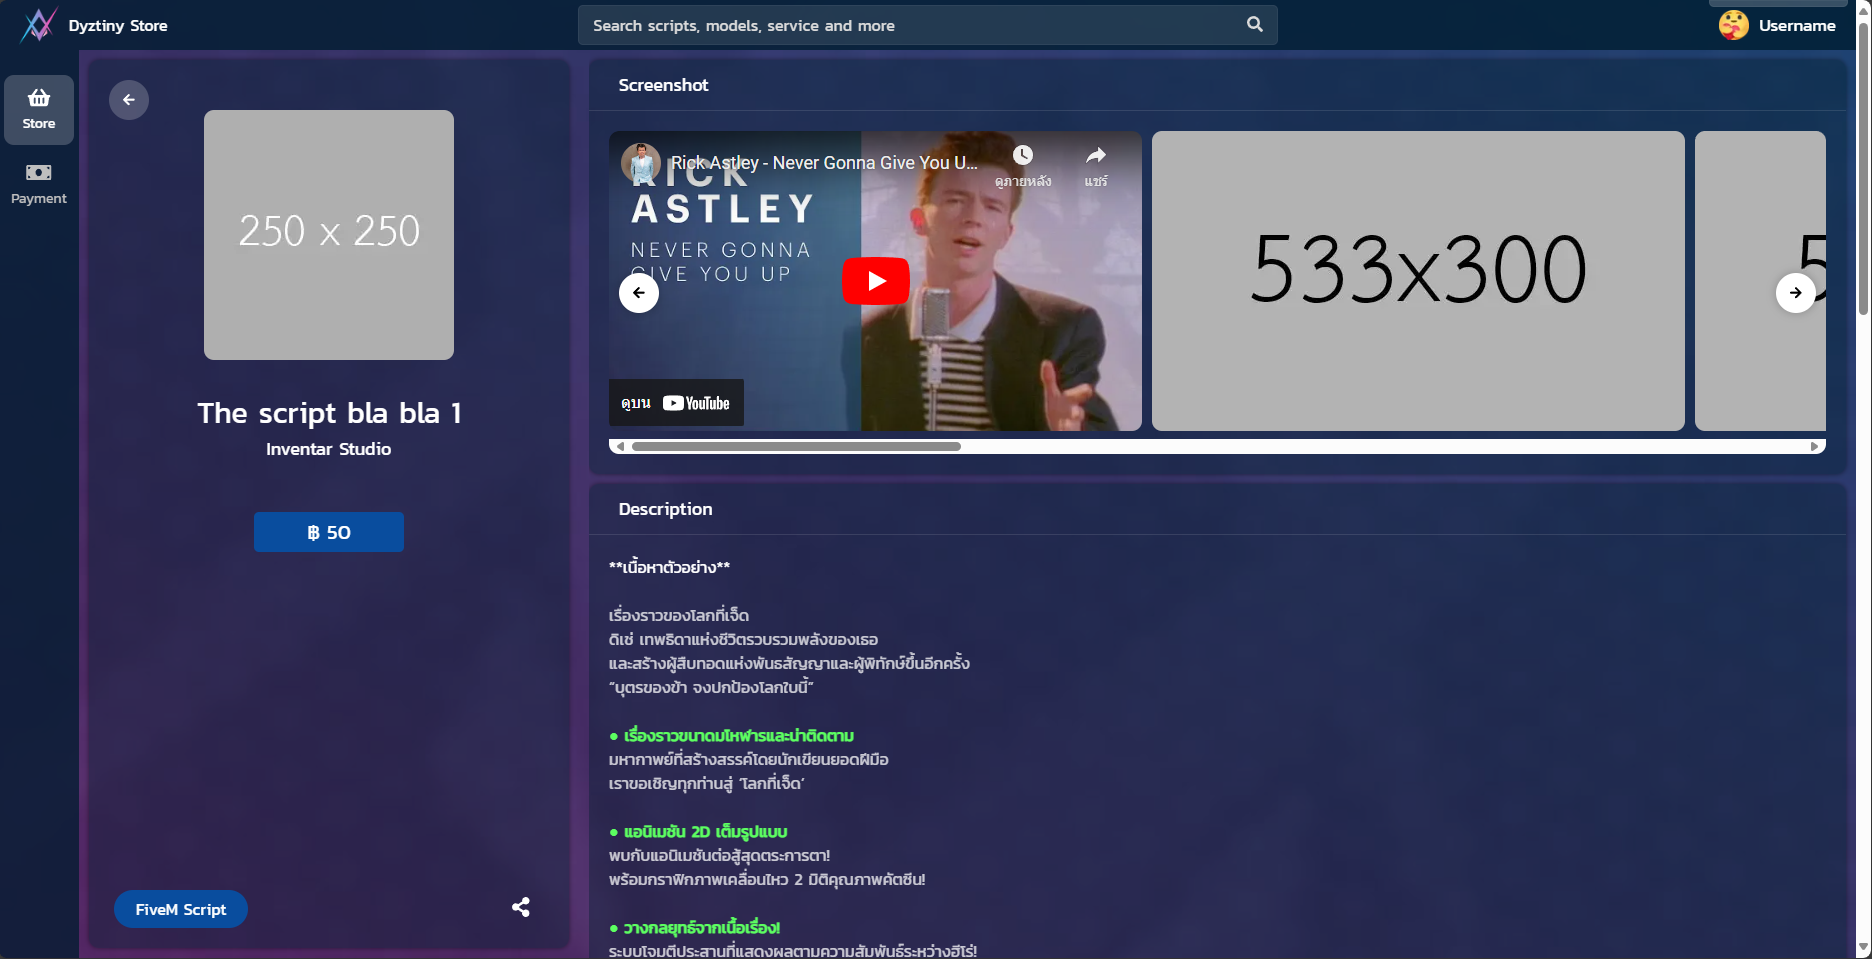 Dyztiny Store
Search scripts, models, service and more
Username
Store
Payment
250 x 250
The script bla bla 1
Inventar Studio
฿ 50
FiveM Script
Screenshot
Rick Astley - Never Gonna Give You U...
ดูภายหลัง
แชร์
RICK
ASTLEY
NEVER GONNA
GIVE YOU UP
ดูบน YouTube
533x300
5
Description
**เนื้อหาตัวอย่าง**
เรื่องราวของโลกที่เจ็ด
ดิเช่ เทพธิดาแห่งชีวิตรวบรวมพลังของเธอ
และสร้างผู้สืบทอดแห่งพันธสัญญาและผู้พิทักษ์ขึ้นอีกครั้ง
“บุตรของข้า จงปกป้องโลกใบนี้”
● เรื่องราวขนาดมโหฬารและน่าติดตาม
มหากาพย์ที่สร้างสรรค์โดยนักเขียนยอดฝีมือ
เราขอเชิญทุกท่านสู่ ‘โลกที่เจ็ด’
● แอนิเมชัน 2D เต็มรูปแบบ
พบกับแอนิเมชันต่อสู้สุดตระการตา!
พร้อมกราฟิกภาพเคลื่อนไหว 2 มิติคุณภาพคัตซีน!
● วางกลยุทธ์จากเนื้อเรื่อง!
ระบบโจมตีประสานที่แสดงผลตามความสัมพันธ์ระหว่างฮีโร่!